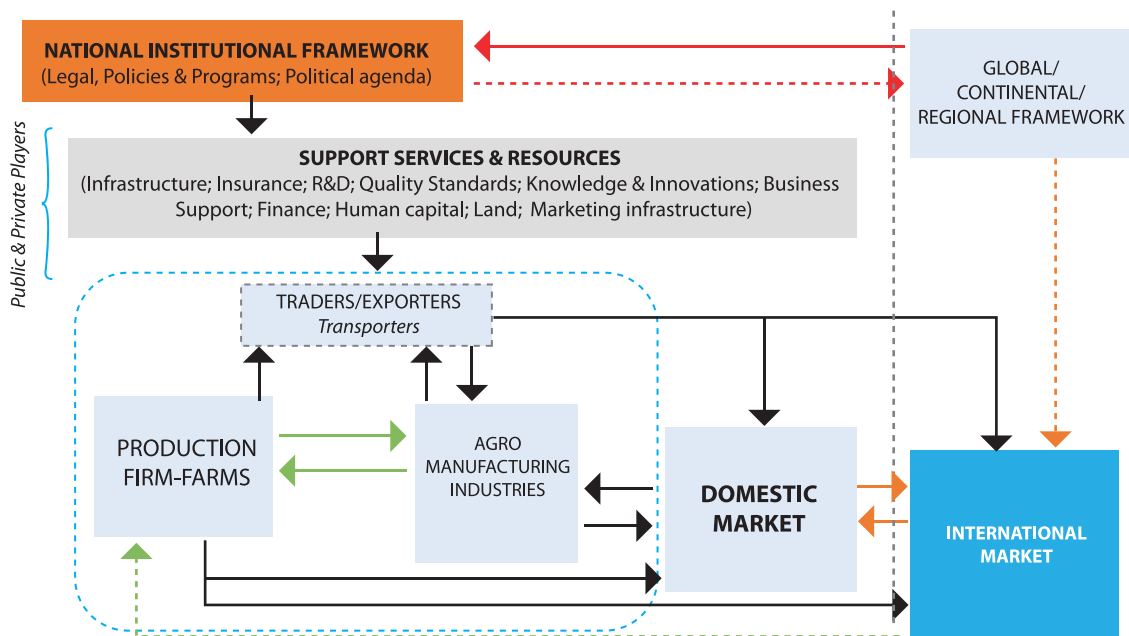 NATIONAL INSTITUTIONAL FRAMEWORK
(Legal, Policies & Programs; Political agenda)
GLOBAL/
CONTINENTAL/
REGIONAL FRAMEWORK
Public & Private Players
SUPPORT SERVICES & RESOURCES
(Infrastructure; Insurance; R&D; Quality Standards; Knowledge & Innovations; Business
Support; Finance; Human capital; Land; Marketing infrastructure)
TRADERS/EXPORTERS
Transporters
PRODUCTION
FIRM-FARMS
AGRO
MANUFACTURING
INDUSTRIES
DOMESTIC
MARKET
INTERNATIONAL
MARKET